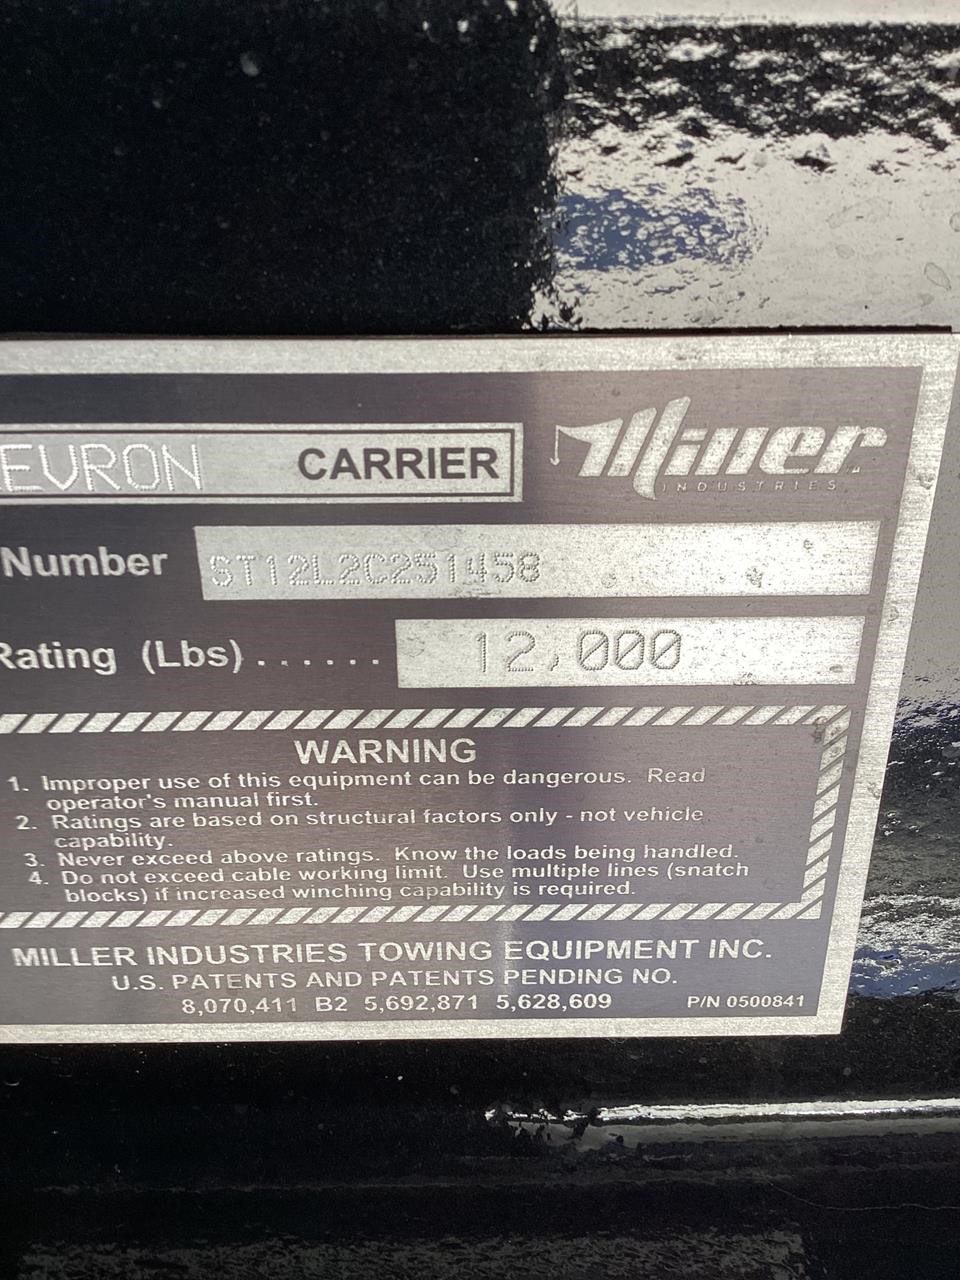 EVRON CARRIER
Miller
INDUSTRIES
Number ST12L2C251458
Rating (Lbs) ...... 12,000
WARNING
1. Improper use of this equipment can be dangerous. Read
operator's manual first.
2. Ratings are based on structural factors only - not vehicle
capability.
3. Never exceed above ratings. Know the loads being handled.
4. Do not exceed cable working limit. Use multiple lines (snatch
blocks) if increased winching capability is required.
MILLER INDUSTRIES TOWING EQUIPMENT INC.
U.S. PATENTS AND PATENTS PENDING NO.
8,070,411 B2 5,692,871 5,628,609 P/N 0500841